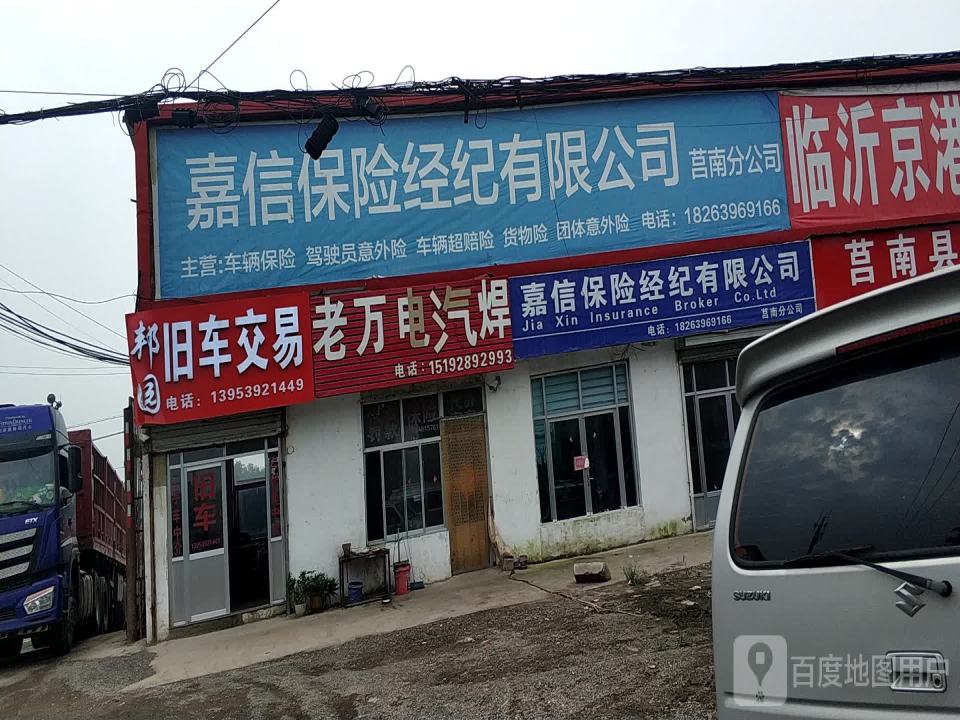 嘉信保险经纪有限公司 莒南分公司
主营:车辆保险 驾驶员意外险 车辆超赔险 货物险 团体意外险 电话：18263969166
临沂京港
邦园
旧车交易
电话：13953921449
老万电汽焊
电话：15192892993
嘉信保险经纪有限公司
Jia Xin Insurance Broker Co.Ltd
电话：18263969166 莒南分公司
莒南县
旧车
13953921449
百度地图用户